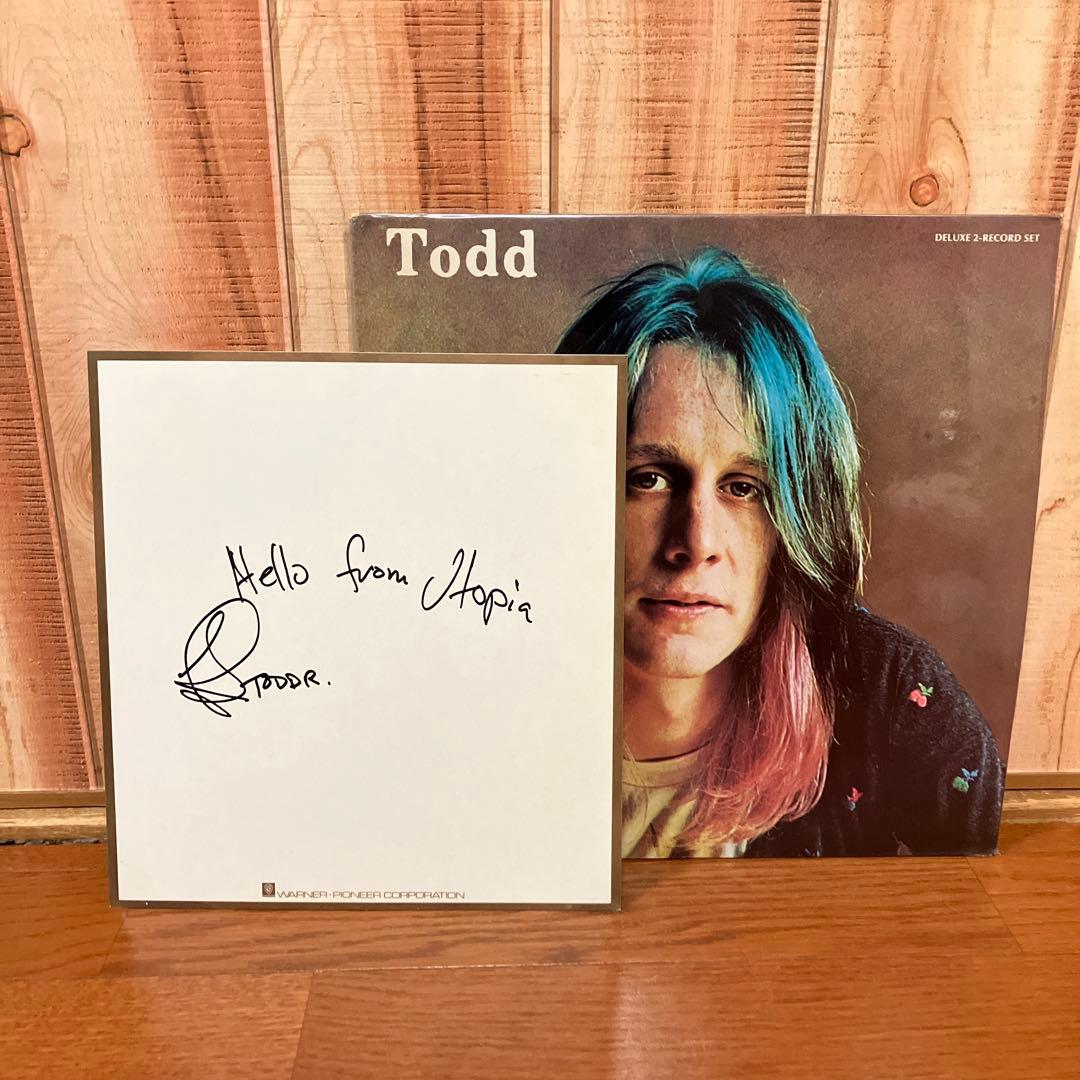 Todd
DELUXE 2-RECORD SET
Hello from Utopia
TODDR.
WARNER-PIONEER CORPORATION